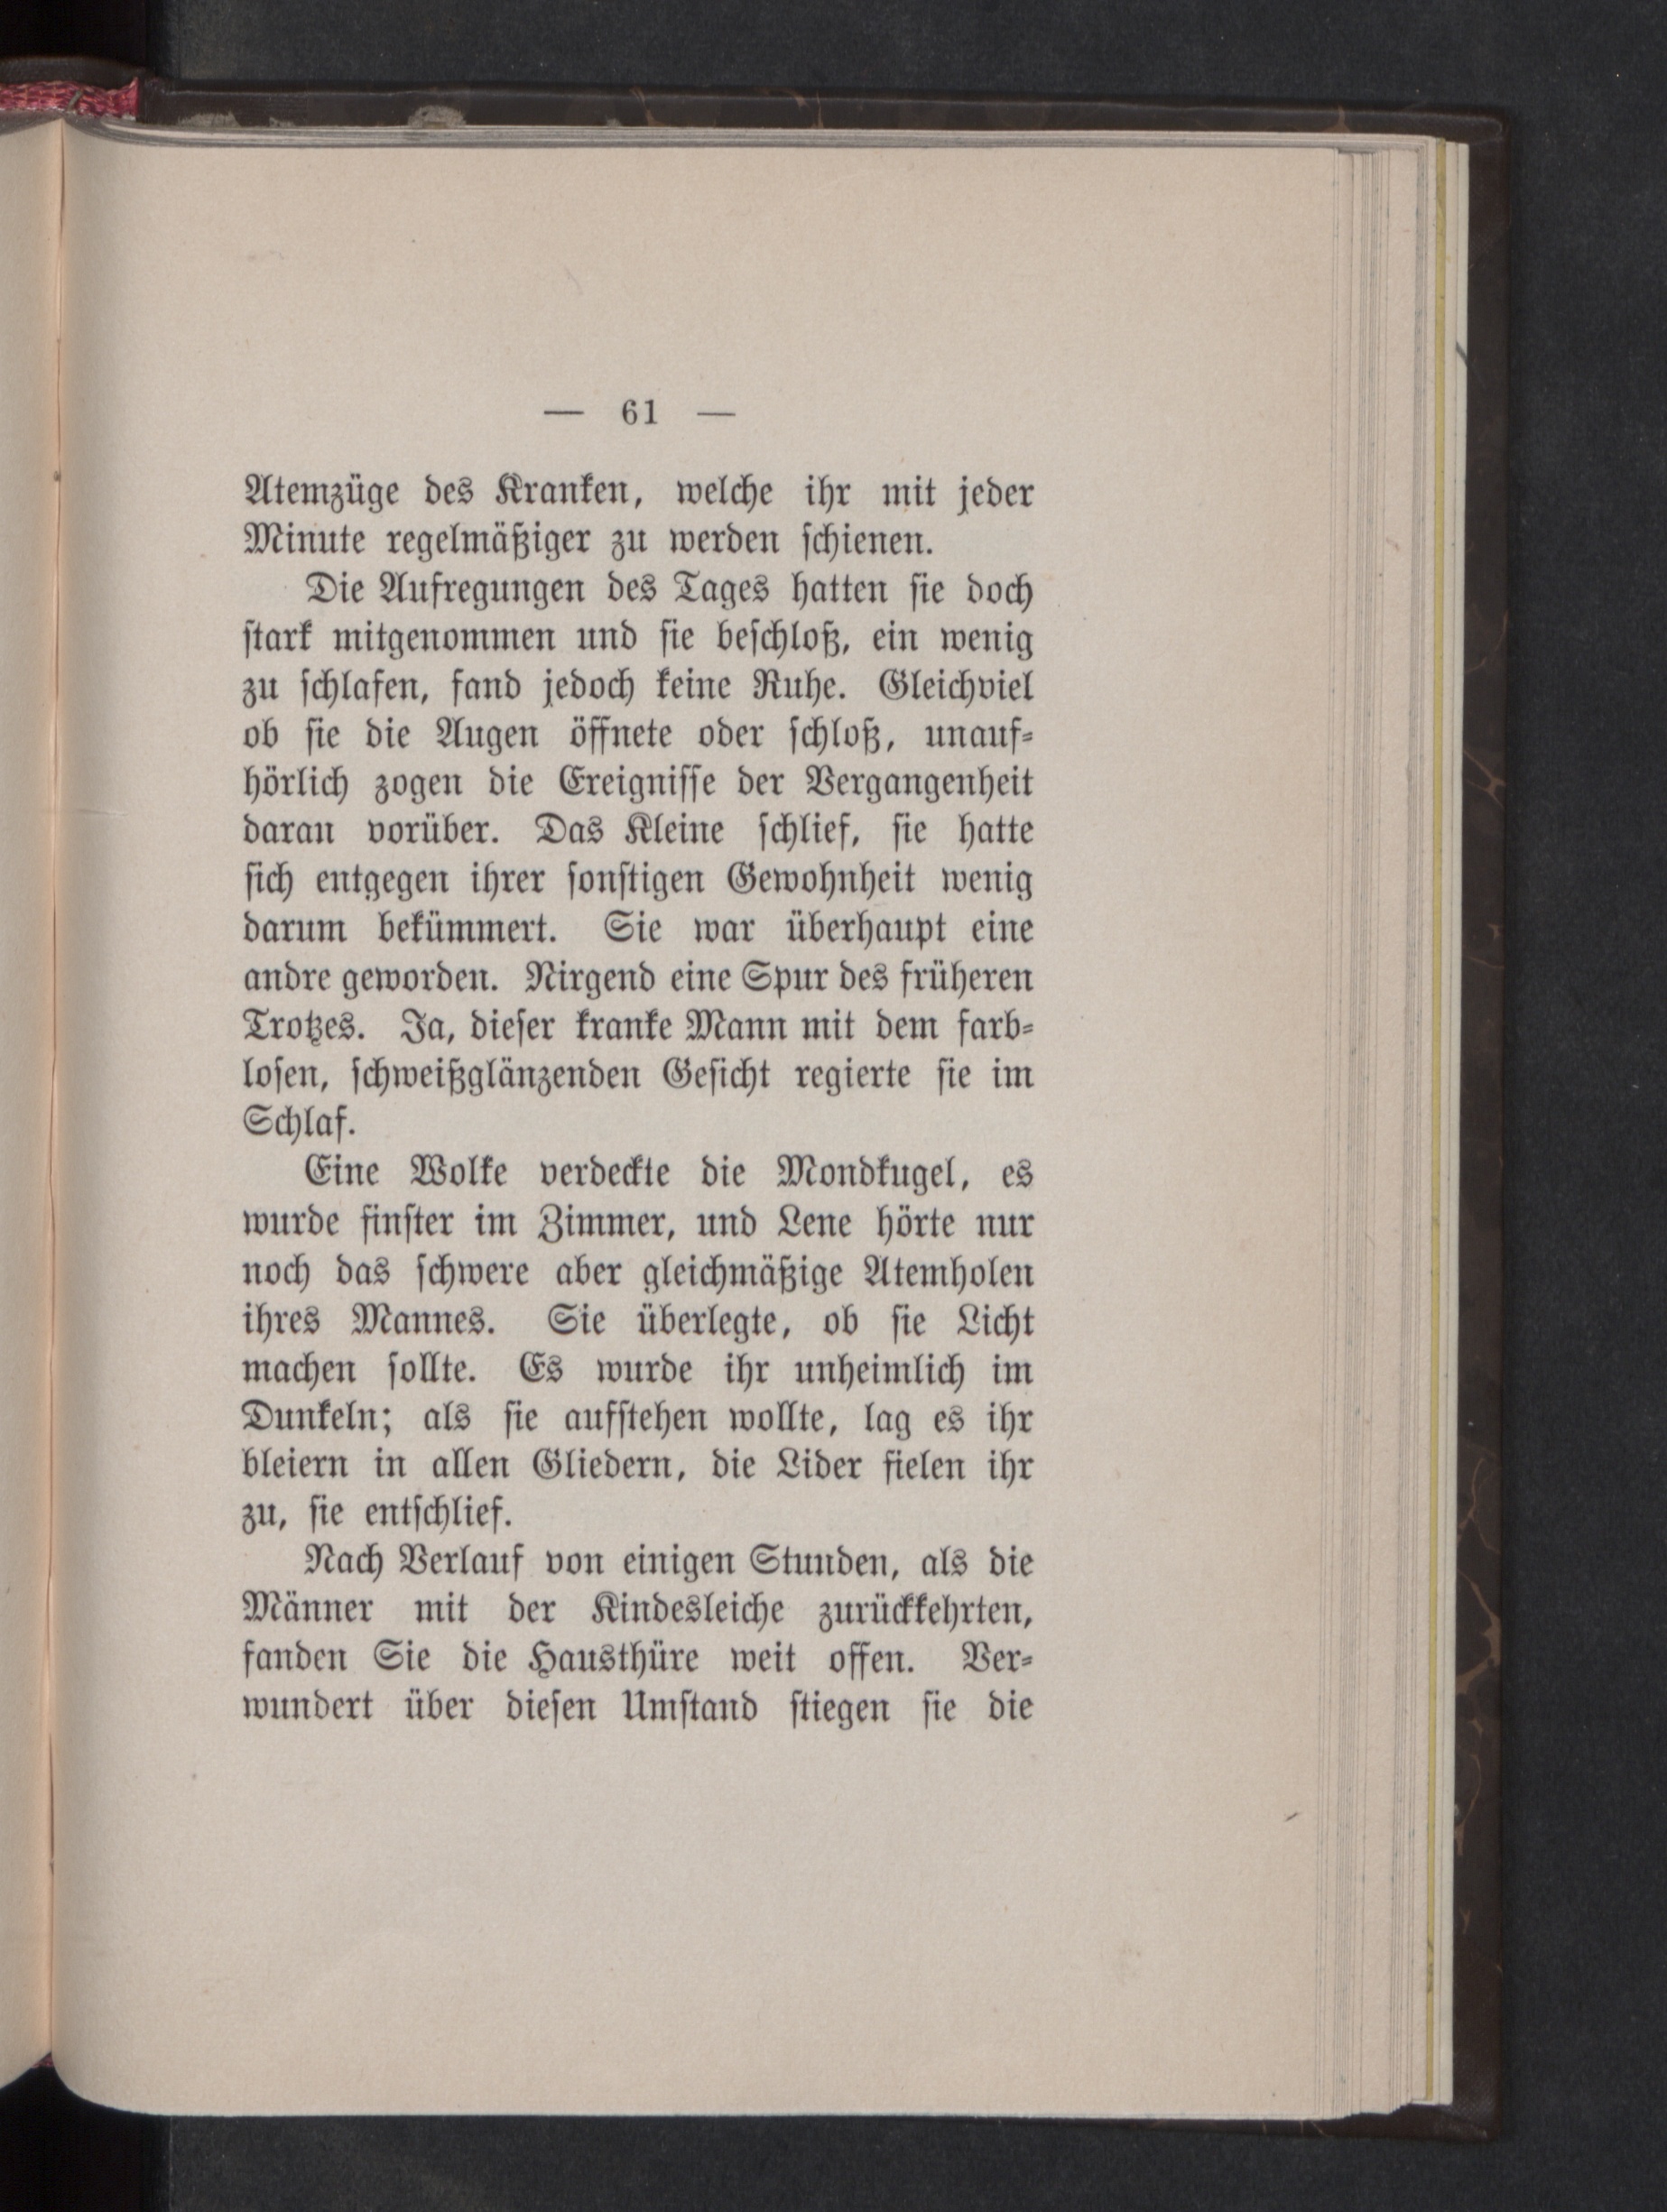 — 61 —
Atemzüge des Kranken, welche ihr mit jeder
Minute regelmäßiger zu werden schienen.
Die Aufregungen des Tages hatten sie doch
stark mitgenommen und sie beschloß, ein wenig
zu schlafen, fand jedoch keine Ruhe. Gleichviel
ob sie die Augen öffnete oder schloß, unauf-
hörlich zogen die Ereignisse der Vergangenheit
daran vorüber. Das Kleine schlief, sie hatte
sich entgegen ihrer sonstigen Gewohnheit wenig
darum bekümmert. Sie war überhaupt eine
andre geworden. Nirgend eine Spur des früheren
Trotzes. Ja, dieser kranke Mann mit dem farb-
losen, schweißglänzenden Gesicht regierte sie im
Schlaf.
Eine Wolke verdeckte die Mondkugel, es
wurde finster im Zimmer, und Lene hörte nur
noch das schwere aber gleichmäßige Atemholen
ihres Mannes. Sie überlegte, ob sie Licht
machen sollte. Es wurde ihr unheimlich im
Dunkeln; als sie aufstehen wollte, lag es ihr
bleiern in allen Gliedern, die Lider fielen ihr
zu, sie entschlief.
Nach Verlauf von einigen Stunden, als die
Männer mit der Kindesleiche zurückkehrten,
fanden Sie die Hausthüre weit offen. Ver-
wundert über diesen Umstand stiegen sie die